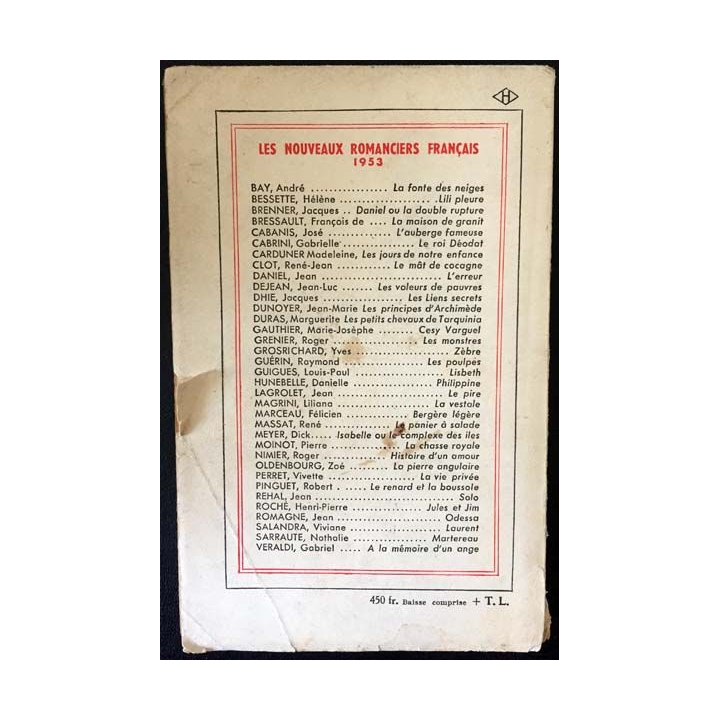 H
LES NOUVEAUX ROMANCIERS FRANÇAIS
1953
BAY, André ................. La fonte des neiges
BESSETTE, Hélène ..................... Lili pleure
BRENNER, Jacques .. Daniel ou la double rupture
BRESSAULT, François de .... La maison de granit
CABANIS, José .............. L'auberge fameuse
CABRINI, Gabrielle ................ Le roi Déodat
CARDUNER Madeleine, Les jours de notre enfance
CLOT, René-Jean ............ Le mât de cocagne
DANIEL, Jean ........................... L'erreur
DEJEAN, Jean-Luc ....... Les voleurs de pauvres
DHIE, Jacques .................. Les Liens secrets
DUNOYER, Jean-Marie Les principes d'Archimède
DURAS, Marguerite Les petits chevaux de Tarquinia
GAUTHIER, Marie-Josèphe ........ Cesy Varguel
GRENIER, Roger ................... Les monstres
GROSRICHARD, Yves ..................... Zèbre
GUÉRIN, Raymond .................. Les poulpes
GUIGUES, Louis-Paul .................... Lisbeth
HUNEBELLE, Danielle ................. Philippine
LAGROLET, Jean ......................... Le pire
MAGRINI, Liliana ..................... La vestale
MARCEAU, Félicien .............. Bergère légère
MASSAT, René ............... Le panier à salade
MEYER, Dick..... Isabelle ou le complexe des iles
MOINOT, Pierre ................. La chasse royale
NIMIER, Roger ................ Histoire d'un amour
OLDENBOURG, Zoé ......... La pierre angulaire
PERRET, Vivette .................... La vie privée
PINGUET, Robert . ..... Le renard et la boussole
REHAL, Jean ................................ Solo
ROCHÉ, Henri-Pierre ................ Jules et Jim
ROMAGNE, Jean ......................... Odessa
SALANDRA, Viviane ..................... Laurent
SARRAUTE, Nathalie ................. Martereau
VERALDI, Gabriel ..... A la mémoire d'un ange
450 fr. Baisse comprise + T. L.